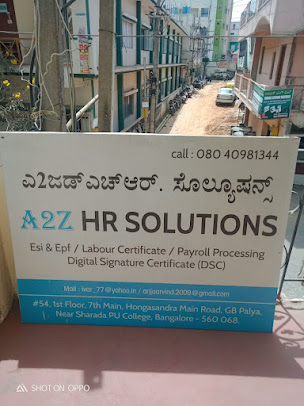 call : 080 40981344
ಎ2ಜಡ್ ಎಚ್ಆರ್. ಸೊಲ್ಯೂಷನ್ಸ್
A2Z HR SOLUTIONS
Esi & Epf / Labour Certificate / Payroll Processing
Digital Signature Certificate (DSC)
#54, 1st Floor, 7th Main, Hongasandra Main Road, GB Palya,
Near Sharada PU College, Bangalore - 560 068.
SHOT ON OPPO